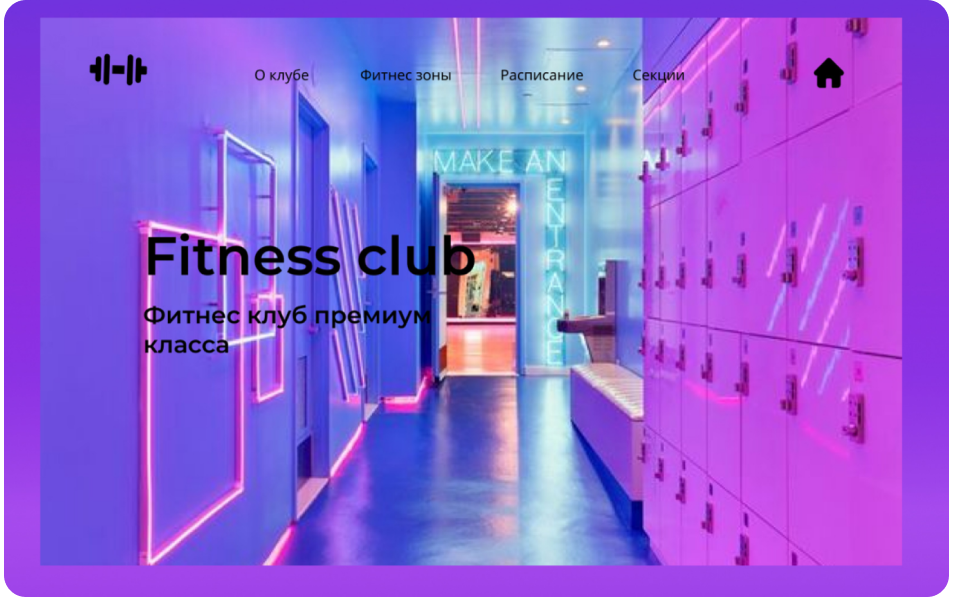 О клубе Фитнес зоны Расписание Секции
MAKE AN
ENTRANCE
Fitness club
Фитнес клуб премиум
класса